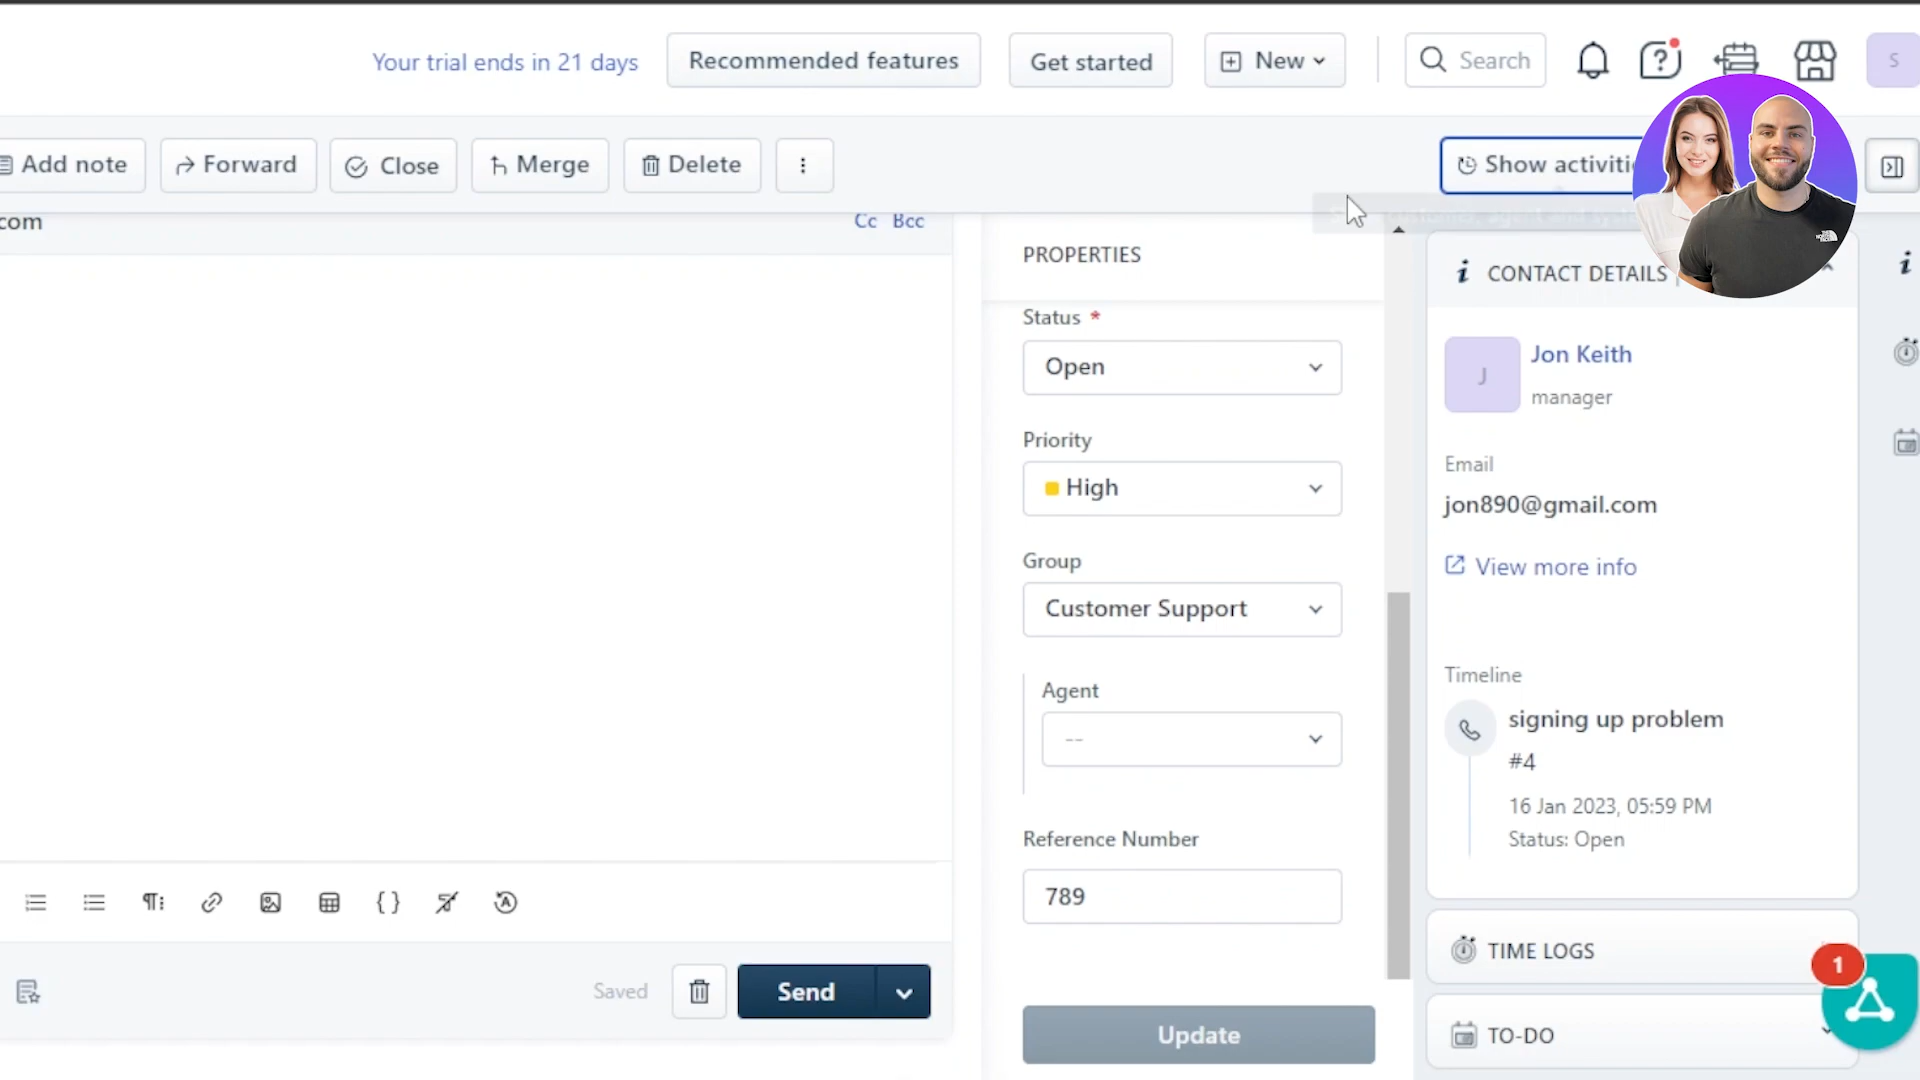 Your trial ends in 21 days
Recommended features
Get started
New
Search
S
Add note
Forward
Close
Merge
Delete
Show activiti
com
Cc Bcc
PROPERTIES
Status *
Open
Priority
High
Group
Customer Support
Agent
--
Reference Number
789
Update
CONTACT DETAILS
J
Jon Keith
manager
Email
jon890@gmail.com
View more info
Timeline
signing up problem
#4
16 Jan 2023, 05:59 PM
Status: Open
TIME LOGS
TO-DO
1
Saved
Send